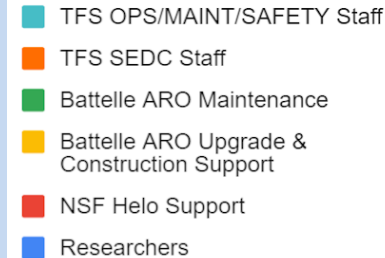 TFS OPS/MAINT/SAFETY Staff
TFS SEDC Staff
Battelle ARO Maintenance
Battelle ARO Upgrade &
Construction Support
NSF Helo Support
Researchers